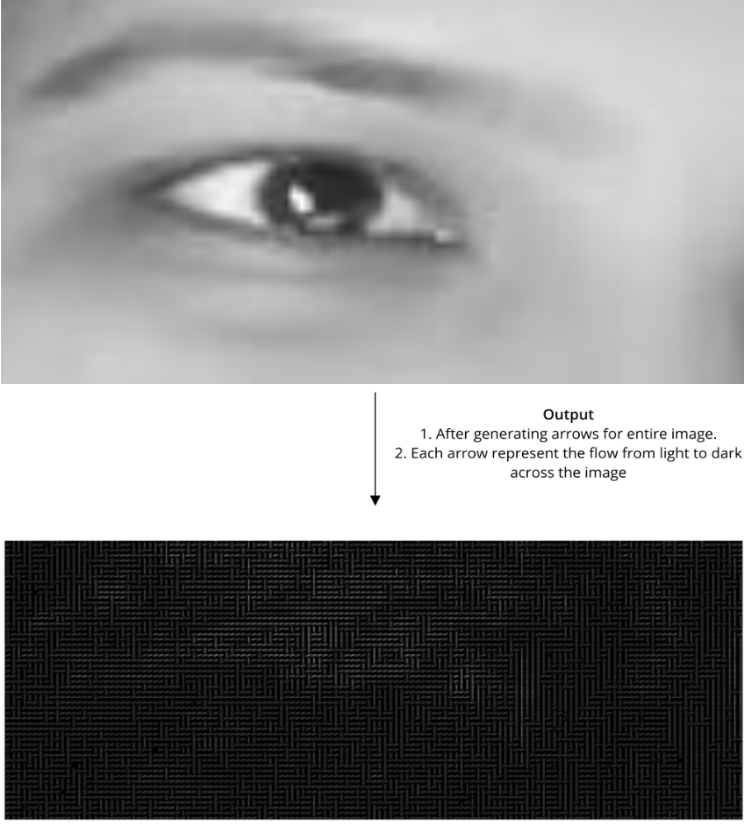 Output
1. After generating arrows for entire image.
2. Each arrow represent the flow from light to dark
across the image